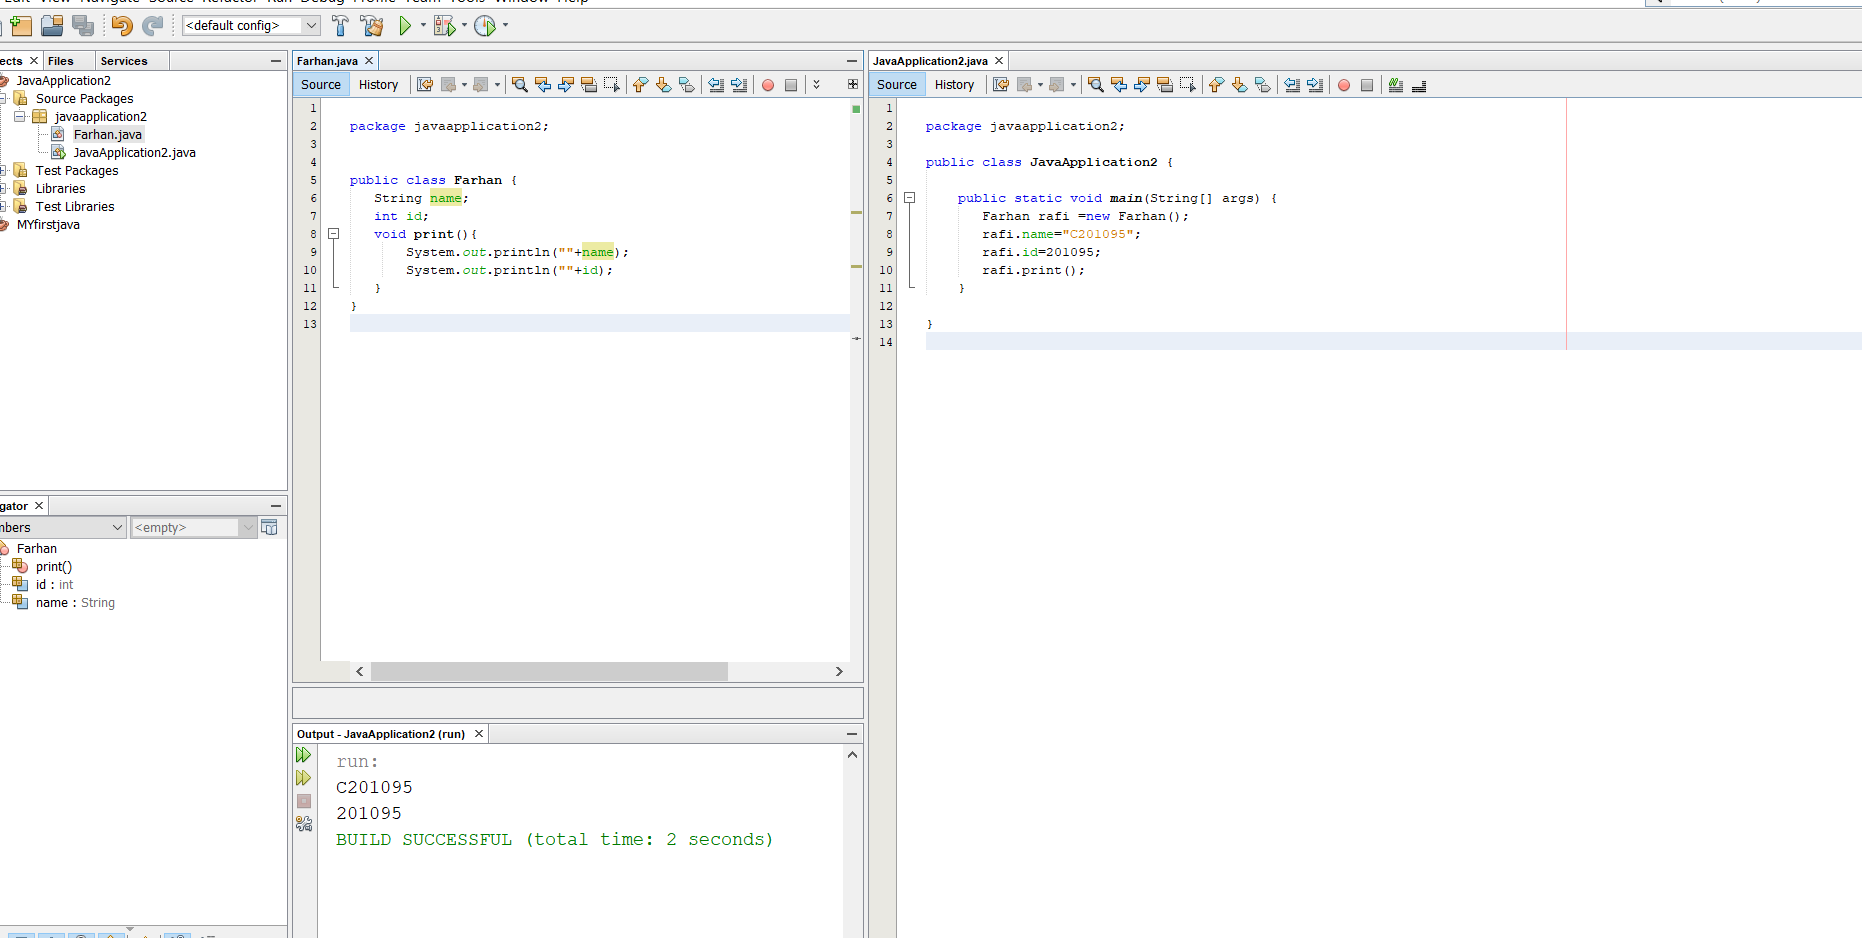 Edit View Navigate Source Refactor Run Debug Profile Team Tools Window Help
<default config>
ects
Files
Services
JavaApplication2
Source Packages
javaapplication2
Farhan.java
JavaApplication2.java
Test Packages
Libraries
Test Libraries
MYfirstjava
gator
nbers
<empty>
Farhan
print()
id : int
name : String
Farhan.java
Source History
1
2 package javaapplication2;
3
4
5 public class Farhan {
6 String name;
7 int id;
8 void print(){
9 System.out.println(""+name);
10 System.out.println(""+id);
11 }
12 }
13
Output - JavaApplication2 (run)
run:
C201095
201095
BUILD SUCCESSFUL (total time: 2 seconds)
JavaApplication2.java
Source History
1
2 package javaapplication2;
3
4 public class JavaApplication2 {
5
6 public static void main(String[] args) {
7 Farhan rafi =new Farhan();
8 rafi.name="C201095";
9 rafi.id=201095;
10 rafi.print();
11 }
12
13 }
14